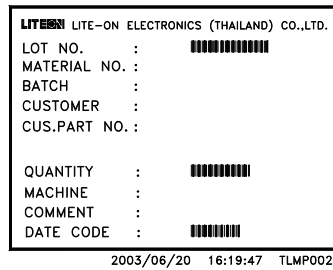 LITEON LITE-ON ELECTRONICS (THAILAND) CO.,LTD.
LOT NO. :
MATERIAL NO. :
BATCH :
CUSTOMER :
CUS.PART NO. :
QUANTITY :
MACHINE :
COMMENT :
DATE CODE :
2003/06/20 16:19:47 TLMP002